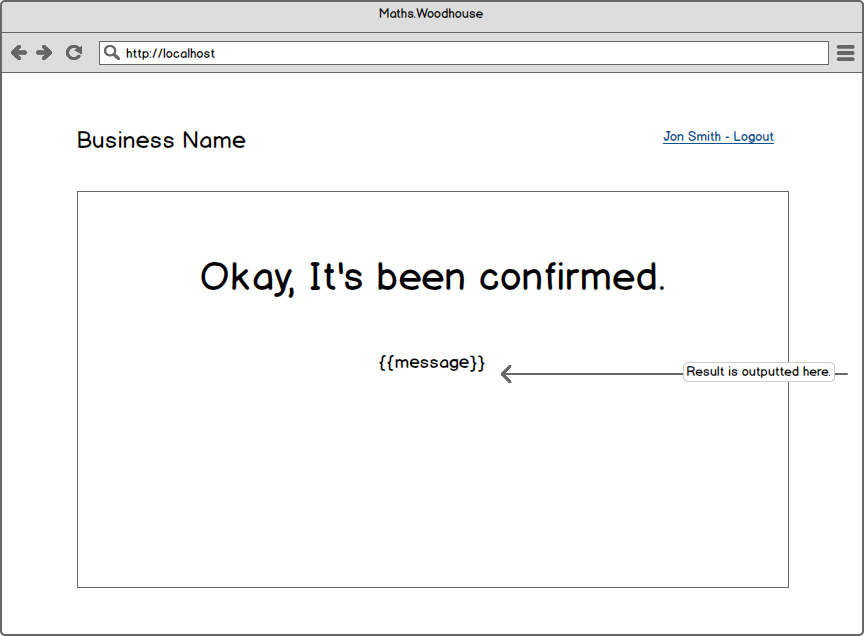 Maths.Woodhouse
http://localhost
Business Name
Jon Smith - Logout
Okay, It's been confirmed.
{{message}}
Result is outputted here.